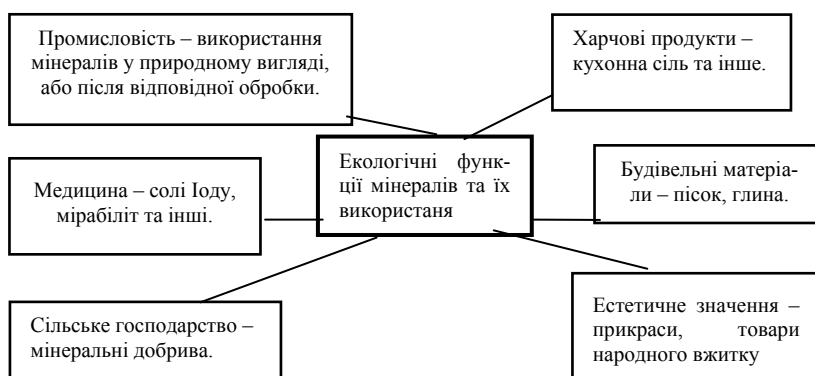 Промисловість – використання
мінералів у природному вигляді,
або після відповідної обробки.
Харчові продукти –
кухонна сіль та інше.
Екологічні функ-
ції мінералів та їх
використаня
Медицина – солі Іоду,
мірабіліт та інші.
Будівельні матеріа-
ли – пісок, глина.
Сільське господарство –
мінеральні добрива.
Естетичне значення –
прикраси, товари
народного вжитку